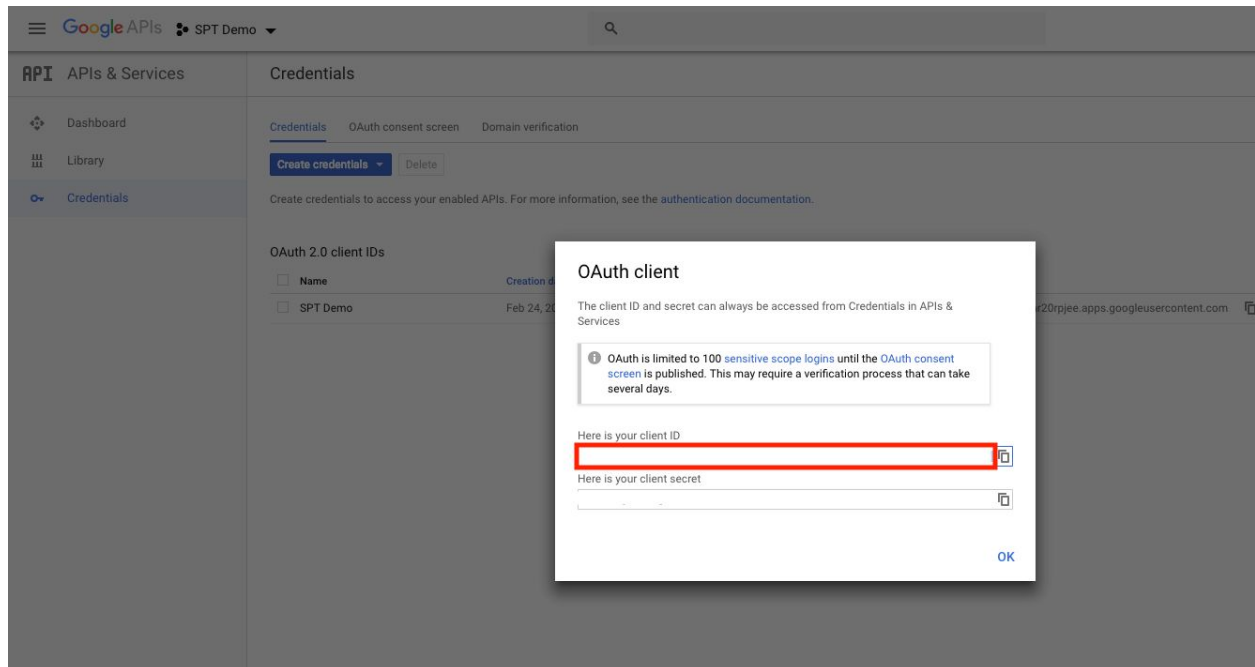 Google APIs SPT Demo
API APIs & Services
Credentials
Dashboard
Library
Credentials
Credentials OAuth consent screen Domain verification
Create credentials Delete
Create credentials to access your enabled APIs. For more information, see the authentication documentation.
OAuth 2.0 client IDs
Name Creation d
SPT Demo Feb 24, 20
r20rpjee.apps.googleusercontent.com
OAuth client
The client ID and secret can always be accessed from Credentials in APIs &
Services
OAuth is limited to 100 sensitive scope logins until the OAuth consent
screen is published. This may require a verification process that can take
several days.
Here is your client ID
Here is your client secret
OK